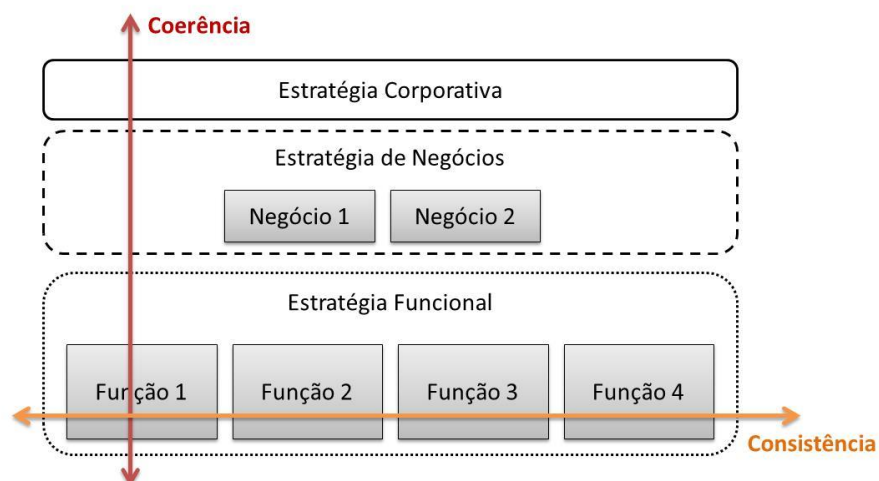 Coerência
Estratégia Corporativa
Estratégia de Negócios
Negócio 1
Negócio 2
Estratégia Funcional
Função 1
Função 2
Função 3
Função 4
Consistência